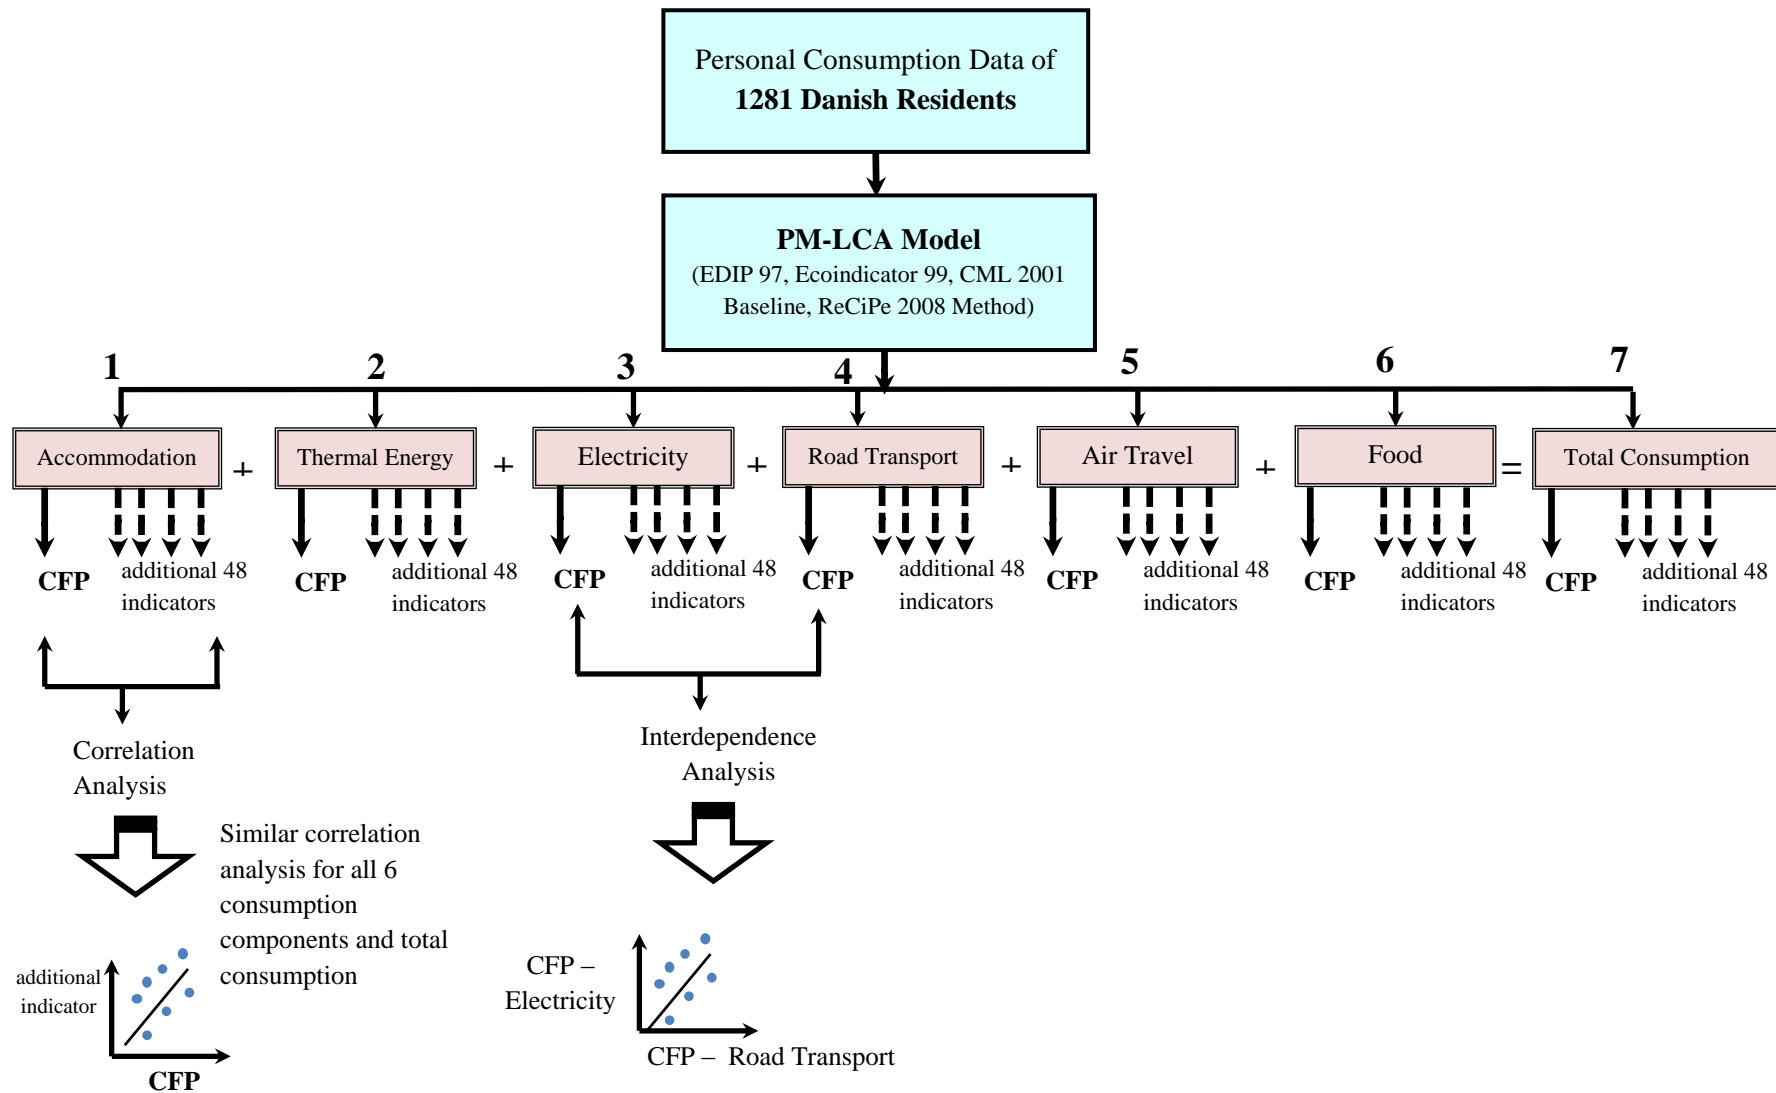 Personal Consumption Data of
1281 Danish Residents
PM-LCA Model
(EDIP 97, Ecoindicator 99, CML 2001
Baseline, ReCiPe 2008 Method)
1 2 3 4 5 6 7
Accommodation + Thermal Energy + Electricity + Road Transport + Air Travel + Food = Total Consumption
CFP
additional 48
indicators
CFP
additional 48
indicators
CFP
additional 48
indicators
CFP
additional 48
indicators
CFP
additional 48
indicators
CFP
additional 48
indicators
CFP
additional 48
indicators
Correlation
Analysis
Interdependence
Analysis
Similar correlation
analysis for all 6
consumption
components and total
consumption
additional
indicator
CFP
CFP –
Electricity
CFP – Road Transport